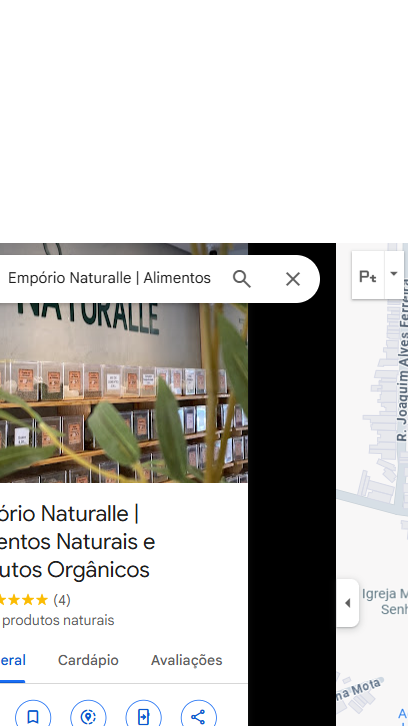 Empório Naturalle | Alimentos
NATURALLE
ório Naturalle |
entos Naturais e
utos Orgânicos
(4)
produtos naturais
eral
Cardápio
Avaliações
R. Joaquim Alves Ferreira
Igreja M
Senh
na Mota
A